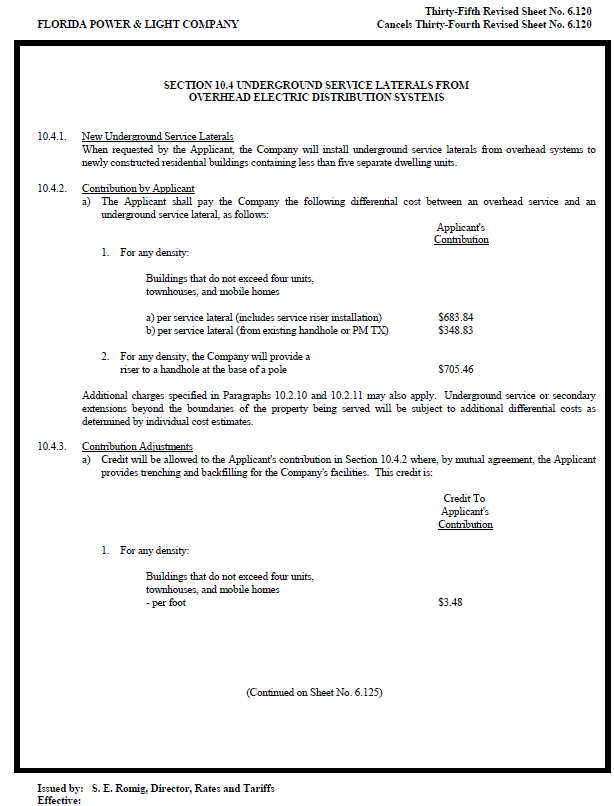 Thirty-Fifth Revised Sheet No. 6.120
FLORIDA POWER & LIGHT COMPANY Cancels Thirty-Fourth Revised Sheet No. 6.120
SECTION 10.4 UNDERGROUND SERVICE LATERALS FROM
OVERHEAD ELECTRIC DISTRIBUTION SYSTEMS
10.4.1. New Underground Service Laterals
When requested by the Applicant, the Company will install underground service laterals from overhead systems to
newly constructed residential buildings containing less than five separate dwelling units.
10.4.2. Contribution by Applicant
a) The Applicant shall pay the Company the following differential cost between an overhead service and an
underground service lateral, as follows:
Applicant's
Contribution
1. For any density:
Buildings that do not exceed four units,
townhouses, and mobile homes
a) per service lateral (includes service riser installation) $683.84
b) per service lateral (from existing handhole or PM TX) $348.83
2. For any density, the Company will provide a
riser to a handhole at the base of a pole $705.46
Additional charges specified in Paragraphs 10.2.10 and 10.2.11 may also apply. Underground service or secondary
extensions beyond the boundaries of the property being served will be subject to additional differential costs as
determined by individual cost estimates.
10.4.3. Contribution Adjustments
a) Credit will be allowed to the Applicant's contribution in Section 10.4.2 where, by mutual agreement, the Applicant
provides trenching and backfilling for the Company's facilities. This credit is:
Credit To
Applicant's
Contribution
1. For any density:
Buildings that do not exceed four units,
townhouses, and mobile homes
- per foot $3.48
(Continued on Sheet No. 6.125)
Issued by: S. E. Romig, Director, Rates and Tariffs
Effective: